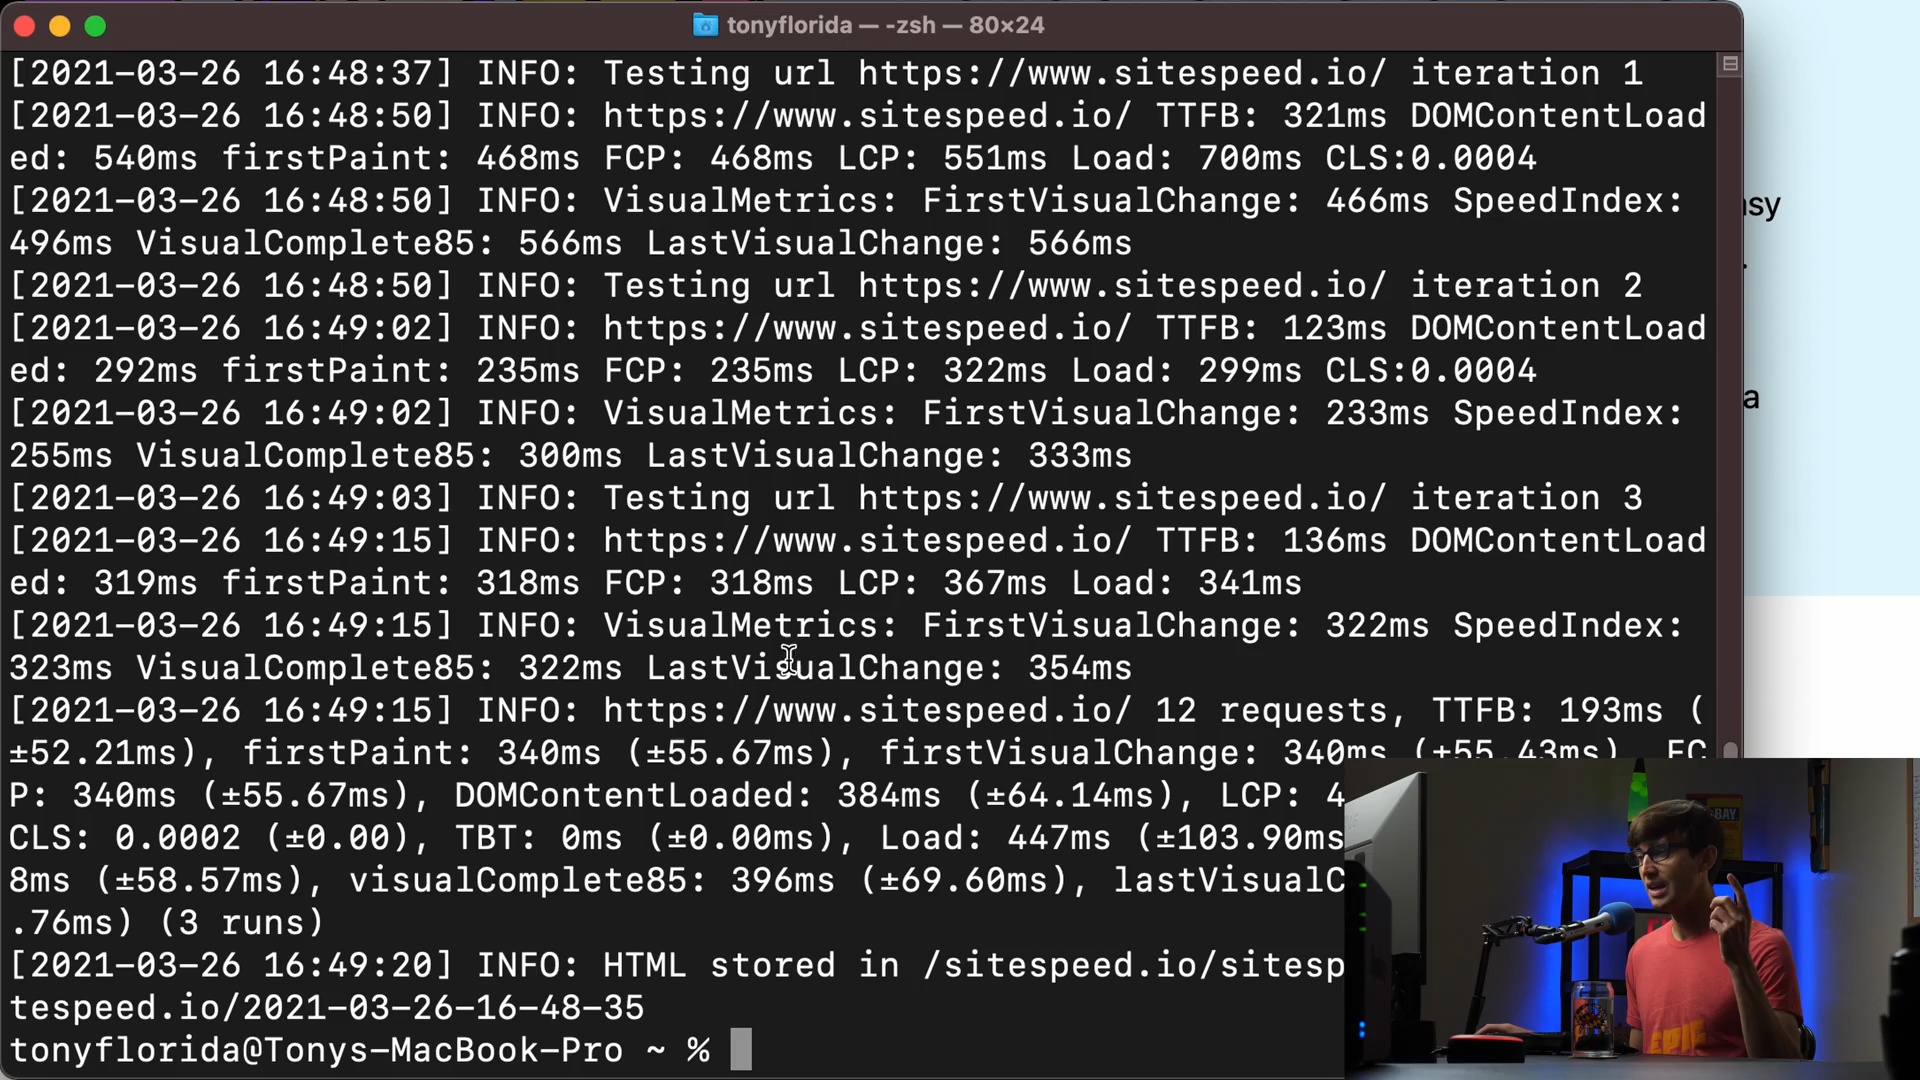 tonyflorida — -zsh — 80×24
[2021-03-26 16:48:37] INFO: Testing url https://www.sitespeed.io/ iteration 1
[2021-03-26 16:48:50] INFO: https://www.sitespeed.io/ TTFB: 321ms DOMContentLoad
ed: 540ms firstPaint: 468ms FCP: 468ms LCP: 551ms Load: 700ms CLS:0.0004
[2021-03-26 16:48:50] INFO: VisualMetrics: FirstVisualChange: 466ms SpeedIndex:
496ms VisualComplete85: 566ms LastVisualChange: 566ms
[2021-03-26 16:48:50] INFO: Testing url https://www.sitespeed.io/ iteration 2
[2021-03-26 16:49:02] INFO: https://www.sitespeed.io/ TTFB: 123ms DOMContentLoad
ed: 292ms firstPaint: 235ms FCP: 235ms LCP: 322ms Load: 299ms CLS:0.0004
[2021-03-26 16:49:02] INFO: VisualMetrics: FirstVisualChange: 233ms SpeedIndex:
255ms VisualComplete85: 300ms LastVisualChange: 333ms
[2021-03-26 16:49:03] INFO: Testing url https://www.sitespeed.io/ iteration 3
[2021-03-26 16:49:15] INFO: https://www.sitespeed.io/ TTFB: 136ms DOMContentLoad
ed: 319ms firstPaint: 318ms FCP: 318ms LCP: 367ms Load: 341ms
[2021-03-26 16:49:15] INFO: VisualMetrics: FirstVisualChange: 322ms SpeedIndex:
323ms VisualComplete85: 322ms LastVisualChange: 354ms
[2021-03-26 16:49:15] INFO: https://www.sitespeed.io/ 12 requests, TTFB: 193ms (
±52.21ms), firstPaint: 340ms (±55.67ms), firstVisualChange: 340ms (±55.43ms), FC
P: 340ms (±55.67ms), DOMContentLoaded: 384ms (±64.14ms), LCP: 4
CLS: 0.0002 (±0.00), TBT: 0ms (±0.00ms), Load: 447ms (±103.90ms
8ms (±58.57ms), visualComplete85: 396ms (±69.60ms), lastVisualC
.76ms) (3 runs)
[2021-03-26 16:49:20] INFO: HTML stored in /sitespeed.io/sitesp
tespeed.io/2021-03-26-16-48-35
tonyflorida@Tonys-MacBook-Pro ~ %